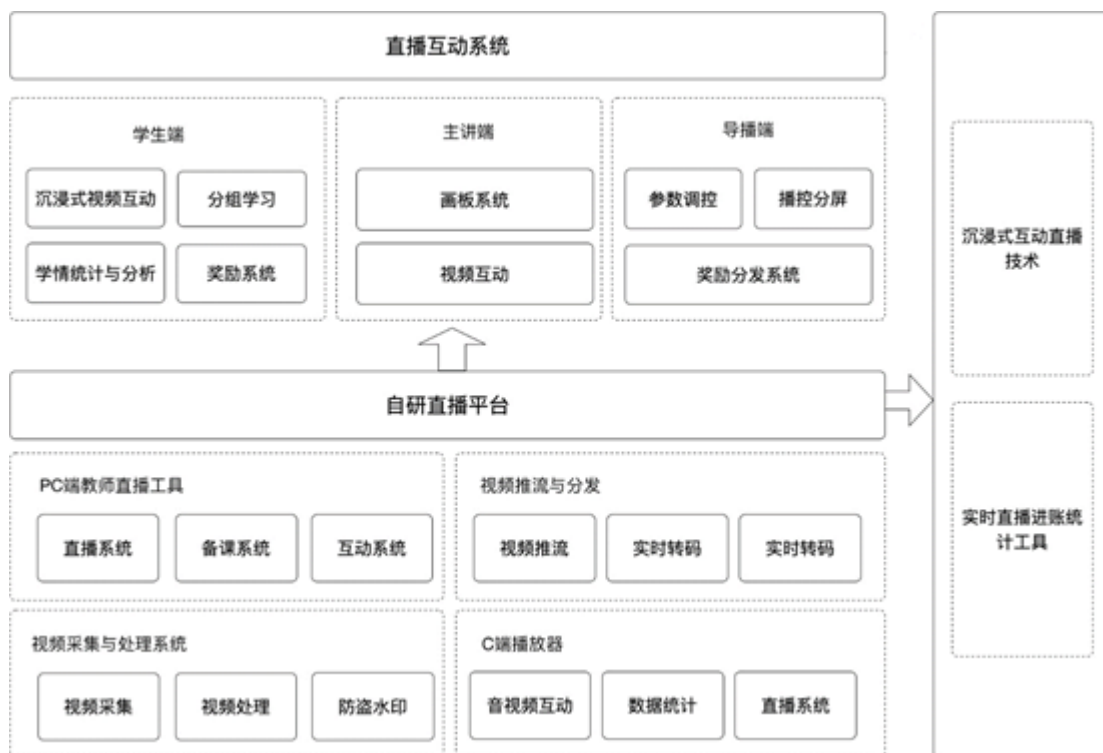 直播互动系统
学生端
沉浸式视频互动
分组学习
学情统计与分析
奖励系统
主讲端
画板系统
视频互动
导播端
参数调控
播控分屏
奖励分发系统
自研直播平台
PC端教师直播工具
直播系统
备课系统
互动系统
视频推流与分发
视频推流
实时转码
实时转码
视频采集与处理系统
视频采集
视频处理
防盗水印
C端播放器
音视频互动
数据统计
直播系统
沉浸式互动直播
技术
实时直播进账统
计工具